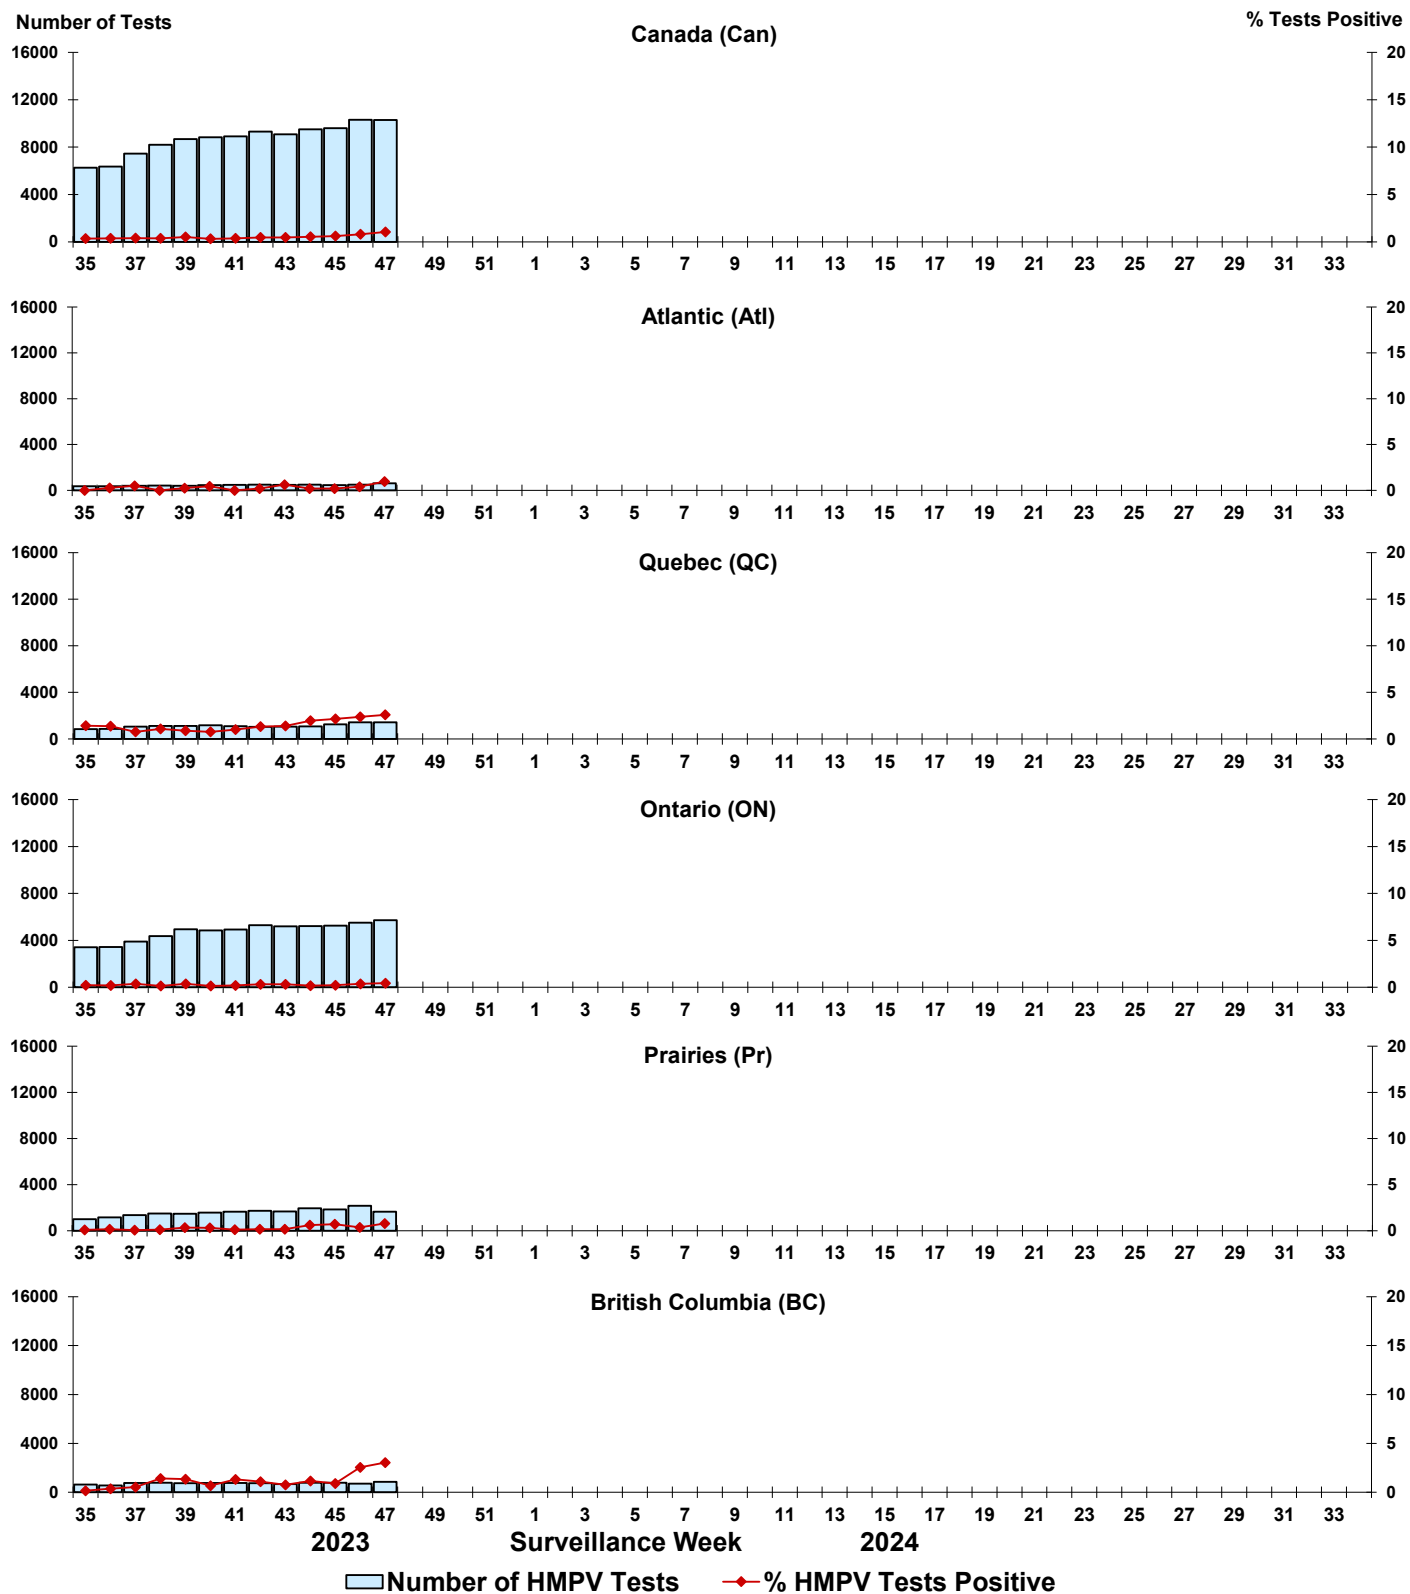 Number of Tests
% Tests Positive
Canada (Can)
16000 20
12000 15
8000 10
4000 5
0 0
35 37 39 41 43 45 47 49 51 1 3 5 7 9 11 13 15 17 19 21 23 25 27 29 31 33
Atlantic (Atl)
16000 20
12000 15
8000 10
4000 5
0 0
35 37 39 41 43 45 47 49 51 1 3 5 7 9 11 13 15 17 19 21 23 25 27 29 31 33
Quebec (QC)
16000 20
12000 15
8000 10
4000 5
0 0
35 37 39 41 43 45 47 49 51 1 3 5 7 9 11 13 15 17 19 21 23 25 27 29 31 33
Ontario (ON)
16000 20
12000 15
8000 10
4000 5
0 0
35 37 39 41 43 45 47 49 51 1 3 5 7 9 11 13 15 17 19 21 23 25 27 29 31 33
Prairies (Pr)
16000 20
12000 15
8000 10
4000 5
0 0
35 37 39 41 43 45 47 49 51 1 3 5 7 9 11 13 15 17 19 21 23 25 27 29 31 33
British Columbia (BC)
16000 20
12000 15
8000 10
4000 5
0 0
35 37 39 41 43 45 47 49 51 1 3 5 7 9 11 13 15 17 19 21 23 25 27 29 31 33
2023 Surveillance Week 2024
Number of HMPV Tests % HMPV Tests Positive